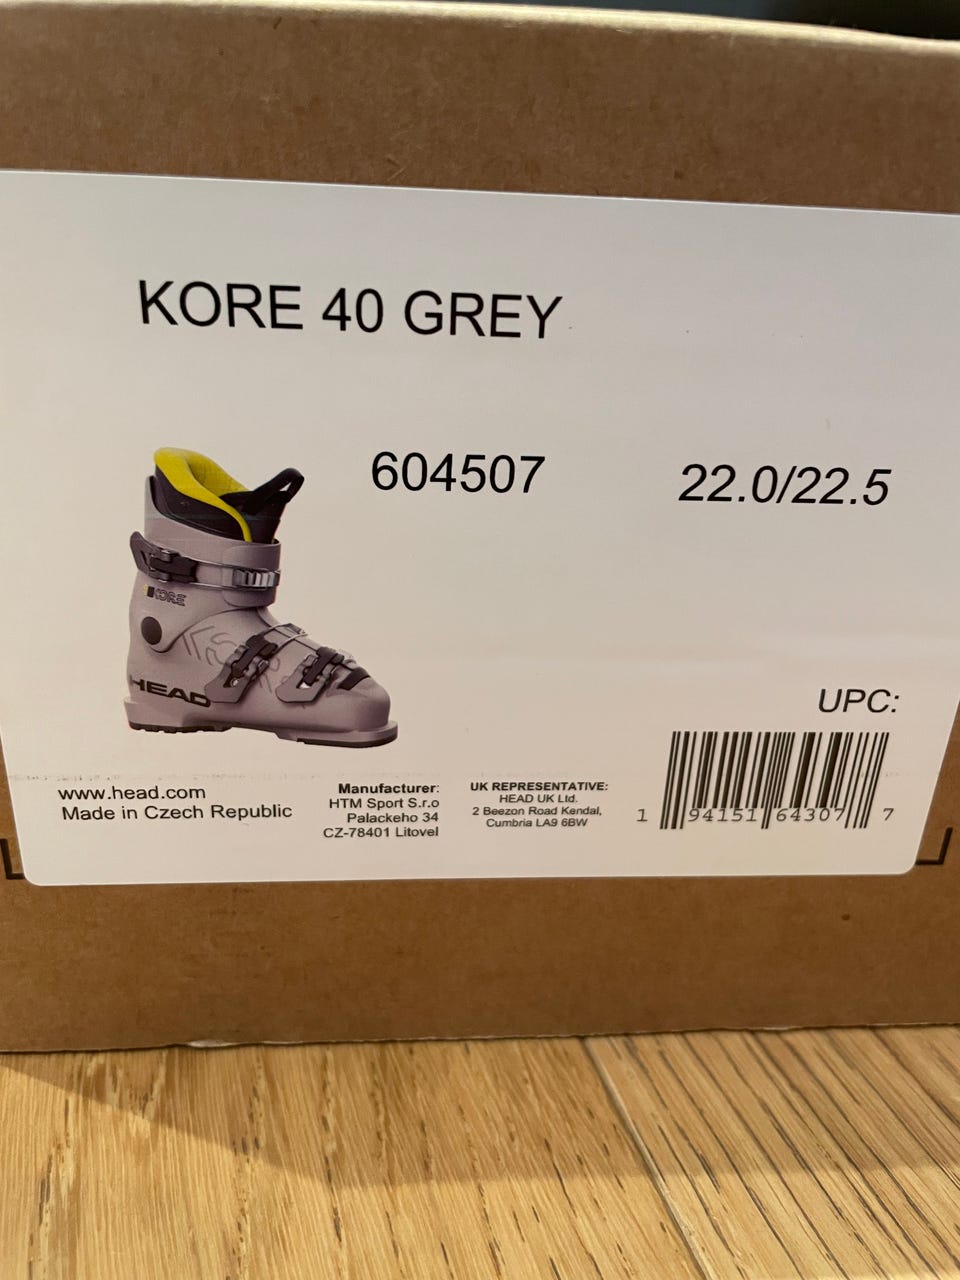 KORE 40 GREY
604507
22.0/22.5
KORE
HEAD
UPC:
www.head.com
Made in Czech Republic
Manufacturer:
HTM Sport S.r.o
Palackeho 34
CZ-78401 Litovel
UK REPRESENTATIVE:
HEAD UK Ltd.
2 Beezon Road Kendal,
Cumbria LA9 6BW
1 94151 64307 7